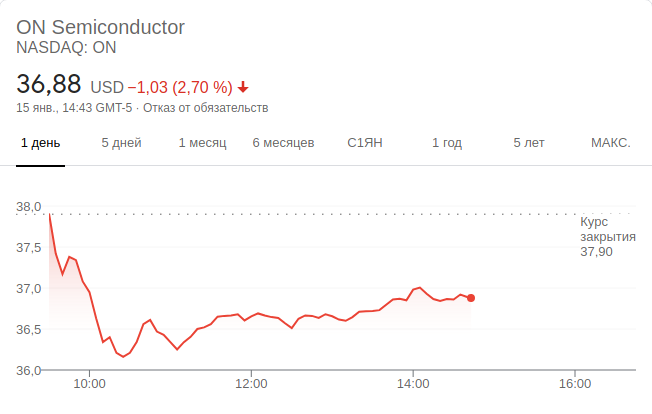 ON Semiconductor
NASDAQ: ON
36,88 USD −1,03 (2,70 %)
15 янв., 14:43 GMT-5 · Отказ от обязательств
1 день 5 дней 1 месяц 6 месяцев С1ЯН 1 год 5 лет МАКС.
38,0
Курс
закрытия
37,90
37,5
37,0
36,5
36,0
10:00 12:00 14:00 16:00